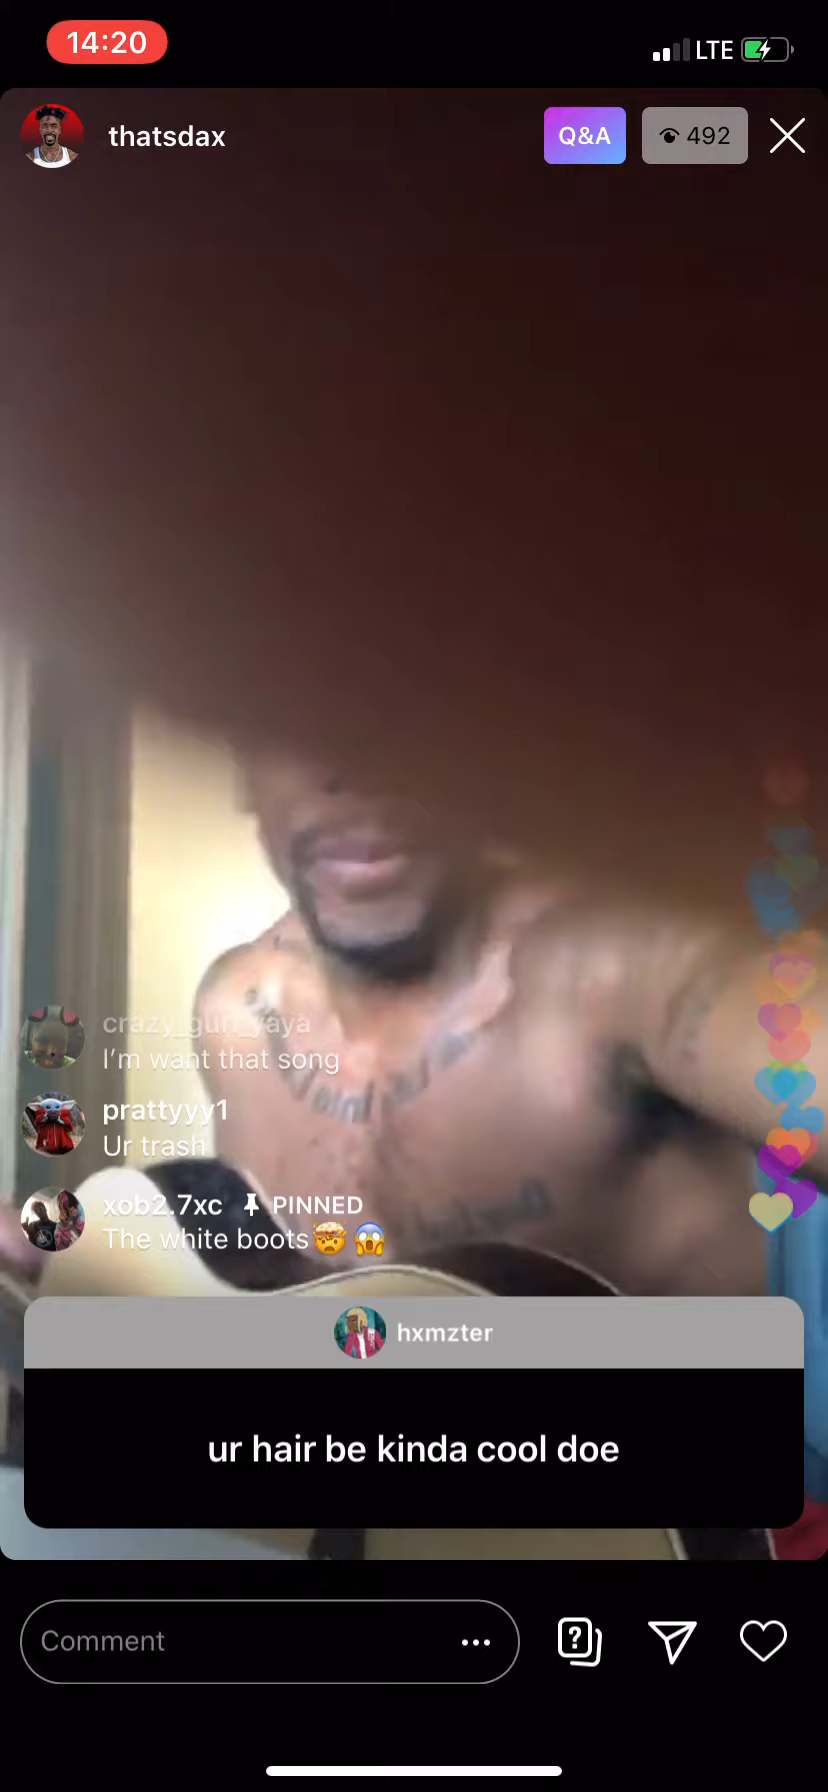 14:20
LTE
thatsdax
Q&A
492
crazy_gurl_yaya
I'm want that song
prattyyy1
Ur trash
xob2.7xc PINNED
The white boots🤯😱
hxmzter
ur hair be kinda cool doe
Comment